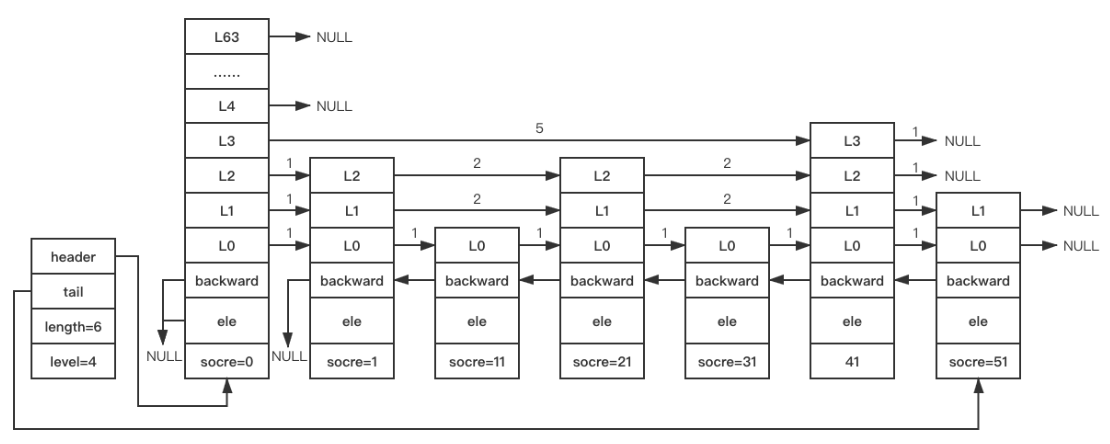 L63
NULL
......
L4
NULL
L3
5
L3
1
NULL
L2
1
L2
2
L2
2
L2
1
NULL
L1
1
L1
2
L1
2
L1
1
L1
NULL
L0
1
L0
1
L0
1
L0
1
L0
1
L0
1
L0
NULL
header
tail
length=6
level=4
backward
backward
backward
backward
backward
backward
backward
ele
ele
ele
ele
ele
ele
ele
NULL
NULL
socre=0
socre=1
socre=11
socre=21
socre=31
41
socre=51